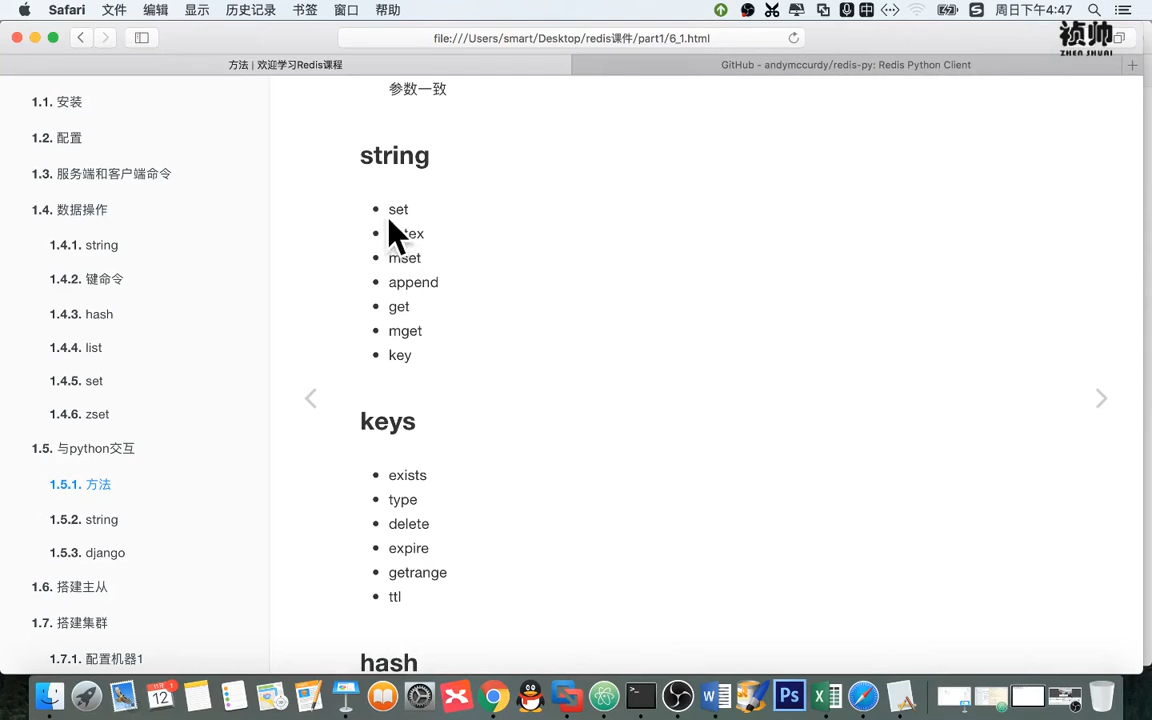 Safari 文件 编辑 显示 历史记录 书签 窗口 帮助 周日下午4:47
file:///Users/smart/Desktop/redis课件/part1/6_1.html
祯帅
ZHEN SHUAI
方法 | 欢迎学习Redis课程
GitHub - andymccurdy/redis-py: Redis Python Client
1.1. 安装
1.2. 配置
1.3. 服务端和客户端命令
1.4. 数据操作
1.4.1. string
1.4.2. 键命令
1.4.3. hash
1.4.4. list
1.4.5. set
1.4.6. zset
1.5. 与python交互
1.5.1. 方法
1.5.2. string
1.5.3. django
1.6. 搭建主从
1.7. 搭建集群
1.7.1. 配置机器1
参数一致
string
set
mset
append
get
mget
key
keys
exists
type
delete
expire
getrange
ttl
hash
12
Ps